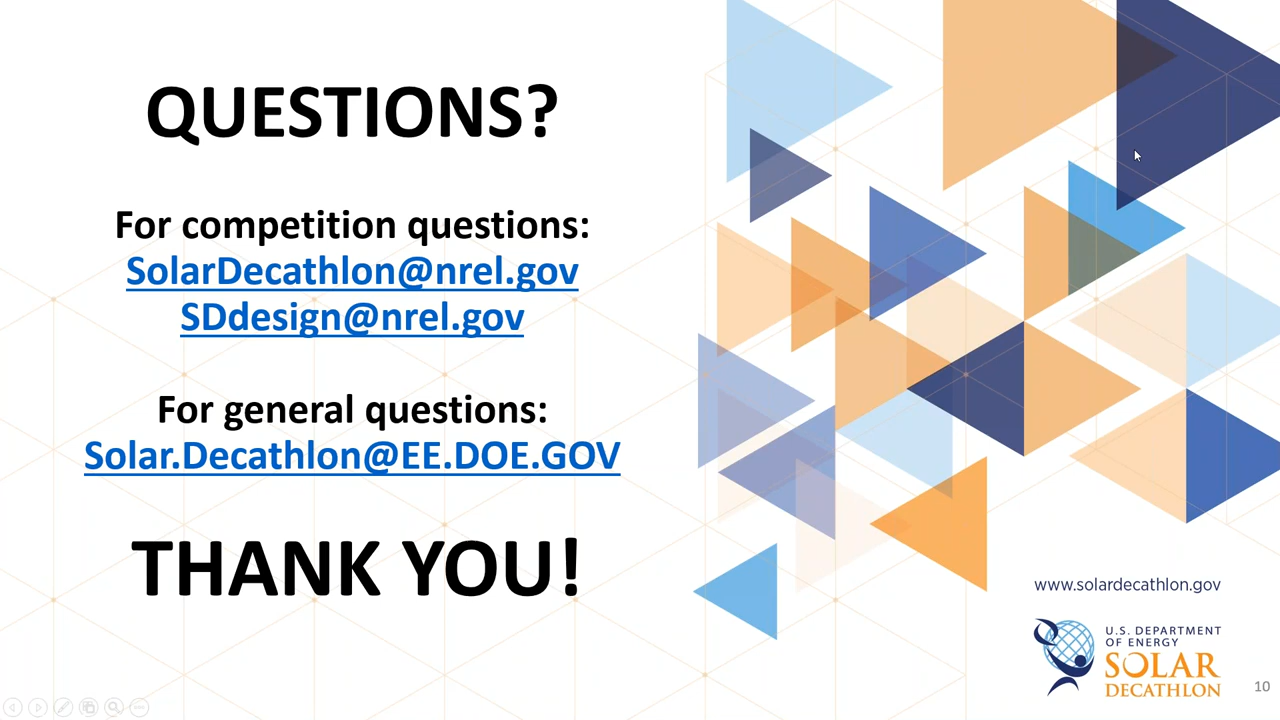 QUESTIONS?
For competition questions:
SolarDecathlon@nrel.gov
SDdesign@nrel.gov
For general questions:
Solar.Decathlon@EE.DOE.GOV
THANK YOU!
www.solardecathlon.gov
U.S. DEPARTMENT
OF ENERGY
SOLAR
DECATHLON
10